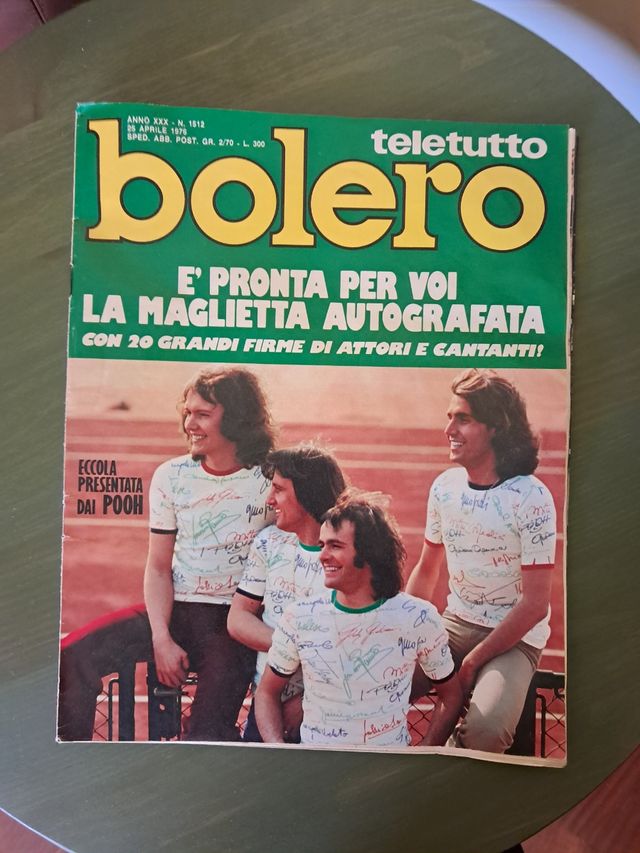 ANNO XXX - N. 1512
25 APRILE 1976
SPED. ABB. POST. GR. 2/70 - L. 300
teletutto
bolero
E' PRONTA PER VOI
LA MAGLIETTA AUTOGRAFATA
CON 20 GRANDI FIRME DI ATTORI E CANTANTI!
ECCOLA
PRESENTATA
DAI POOH